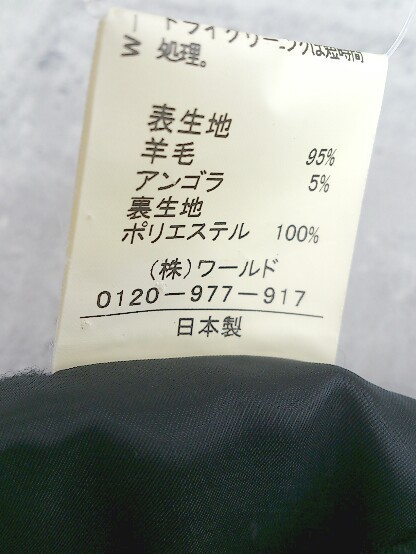 W ドライクリーニングは短時間
処理。
表生地
羊毛 95%
アンゴラ 5%
裏生地
ポリエステル 100%
(株)ワールド
0120-977-917
日本製